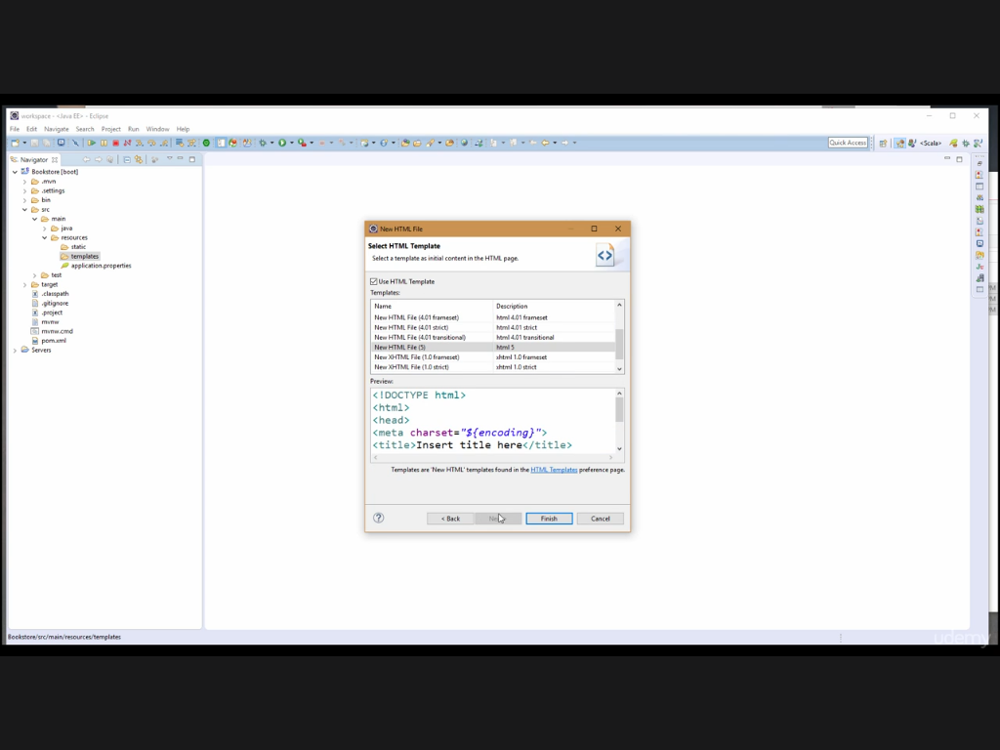 workspace - <Java EE> - Eclipse
File Edit Navigate Search Project Run Window Help
Quick Access
<Scala>
Navigator
Bookstore [boot]
.mvn
.settings
bin
src
main
java
resources
static
templates
application.properties
test
target
.classpath
.gitignore
.project
mvnw
mvnw.cmd
pom.xml
Servers
New HTML File
Select HTML Template
Select a template as initial content in the HTML page.
<>
Use HTML Template
Templates:
Name Description
New HTML File (4.01 frameset) html 4.01 frameset
New HTML File (4.01 strict) html 4.01 strict
New HTML File (4.01 transitional) html 4.01 transitional
New HTML File (5) html 5
New XHTML File (1.0 frameset) xhtml 1.0 frameset
New XHTML File (1.0 strict) xhtml 1.0 strict
Preview:
<!DOCTYPE html>
<html>
<head>
<meta charset="${encoding}">
<title>Insert title here</title>
Templates are 'New HTML' templates found in the HTML Templates preference page.
? < Back Finish Cancel
Bookstore/src/main/resources/templates
udemy